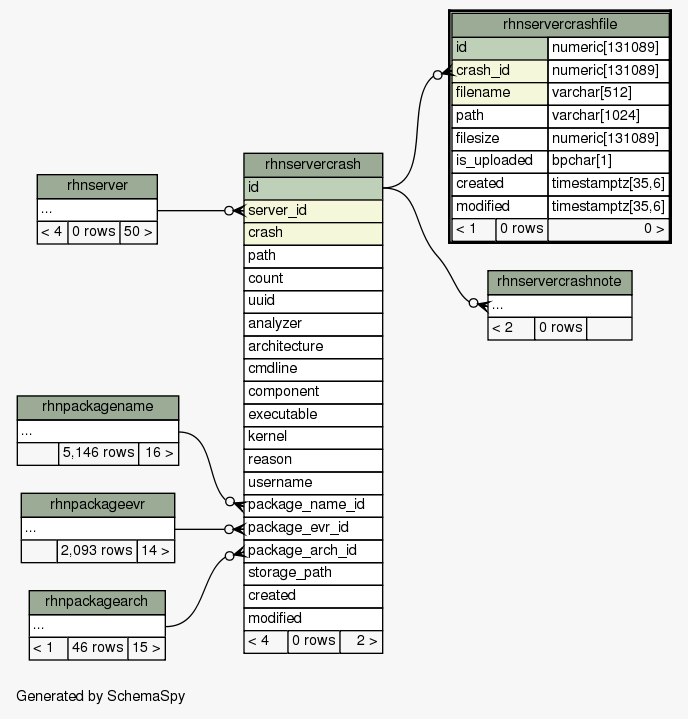 rhnservercrashfile
id numeric[131089]
crash_id numeric[131089]
filename varchar[512]
path varchar[1024]
filesize numeric[131089]
is_uploaded bpchar[1]
created timestamptz[35,6]
modified timestamptz[35,6]
< 1 0 rows 0 >
rhnservercrash
id
server_id
crash
path
count
uuid
analyzer
architecture
cmdline
component
executable
kernel
reason
username
package_name_id
package_evr_id
package_arch_id
storage_path
created
modified
< 4 0 rows 2 >
rhnserver
...
< 4 0 rows 50 >
rhnservercrashnote
...
< 2 0 rows
rhnpackagename
...
5,146 rows 16 >
rhnpackageevr
...
2,093 rows 14 >
rhnpackagearch
...
< 1 46 rows 15 >
Generated by SchemaSpy